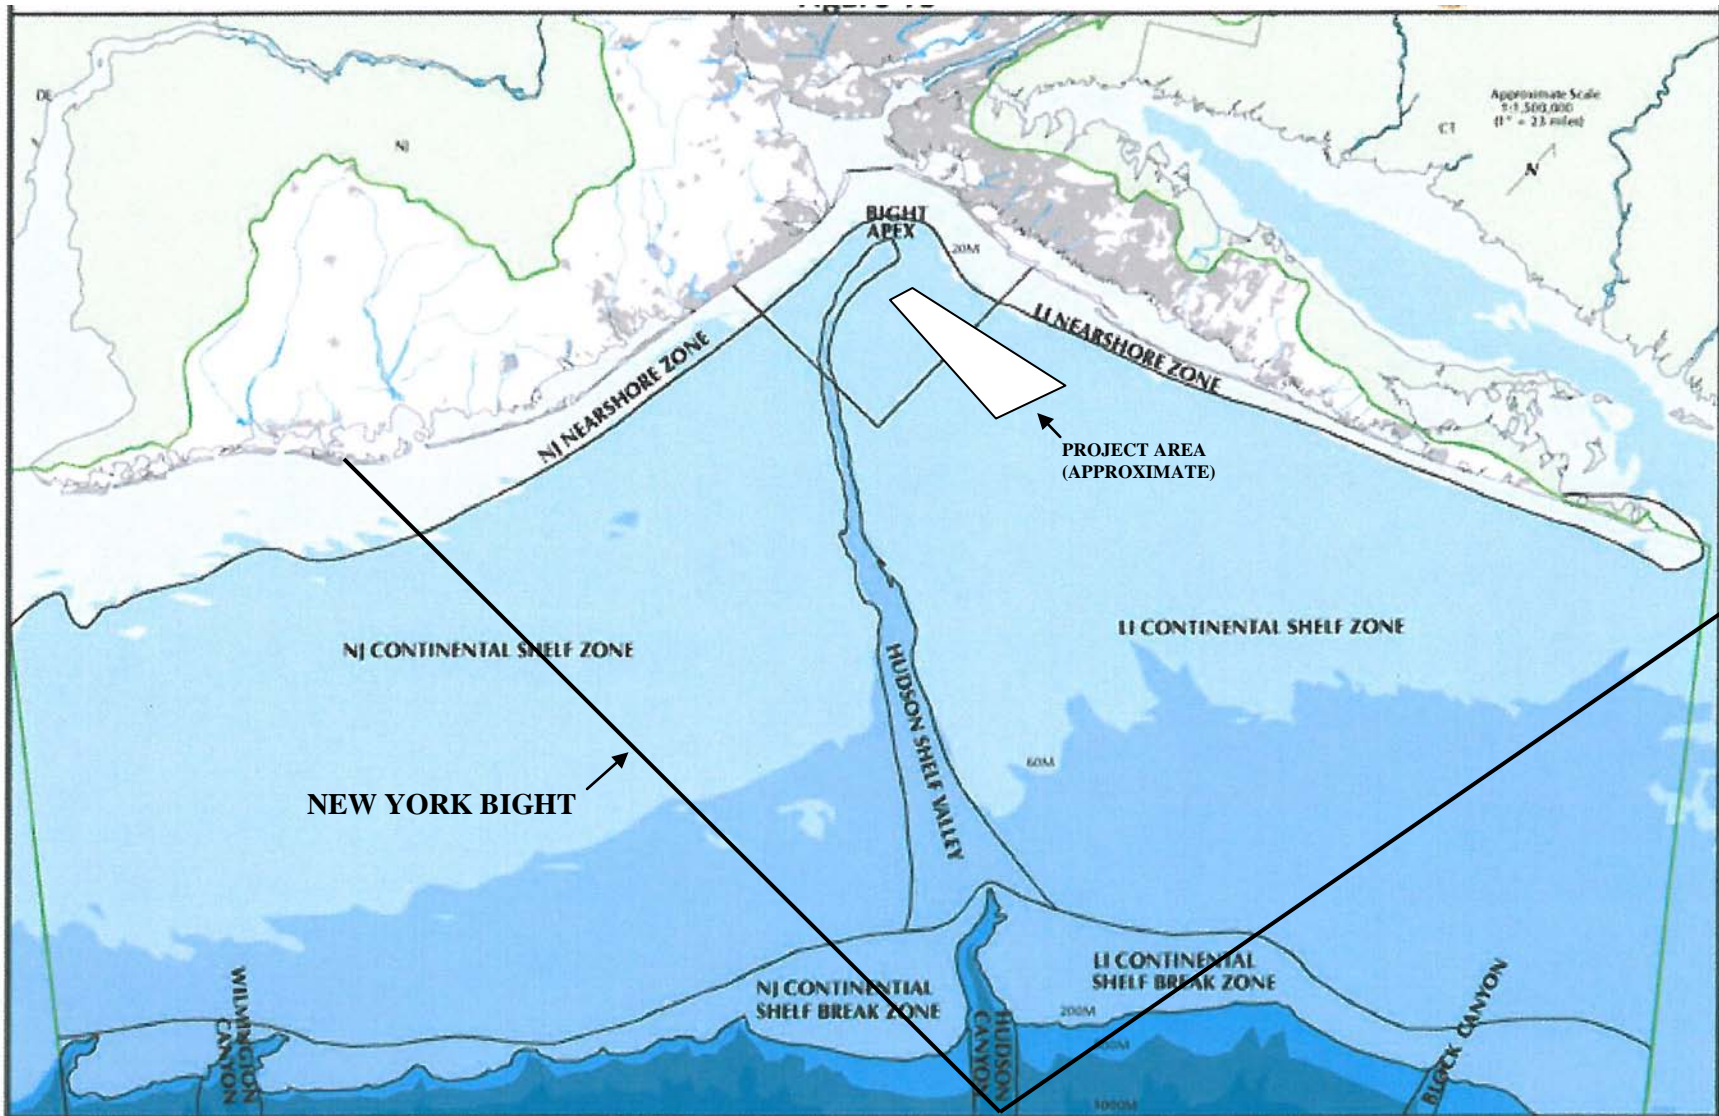 DE
NJ
Approximate Scale
1:1,500,000
(1" = 23 miles)
CT
N
BIGHT
APEX
20M
NJ NEARSHORE ZONE
LI NEARSHORE ZONE
PROJECT AREA
(APPROXIMATE)
NJ CONTINENTAL SHELF ZONE
LI CONTINENTAL SHELF ZONE
HUDSON SHELF VALLEY
60M
NEW YORK BIGHT
WILMINGTON
CANYON
NJ CONTINENTIAL
SHELF BREAK ZONE
LI CONTINENTAL
SHELF BREAK ZONE
200M
HUDSON
CANYON
BLOCK CANYON